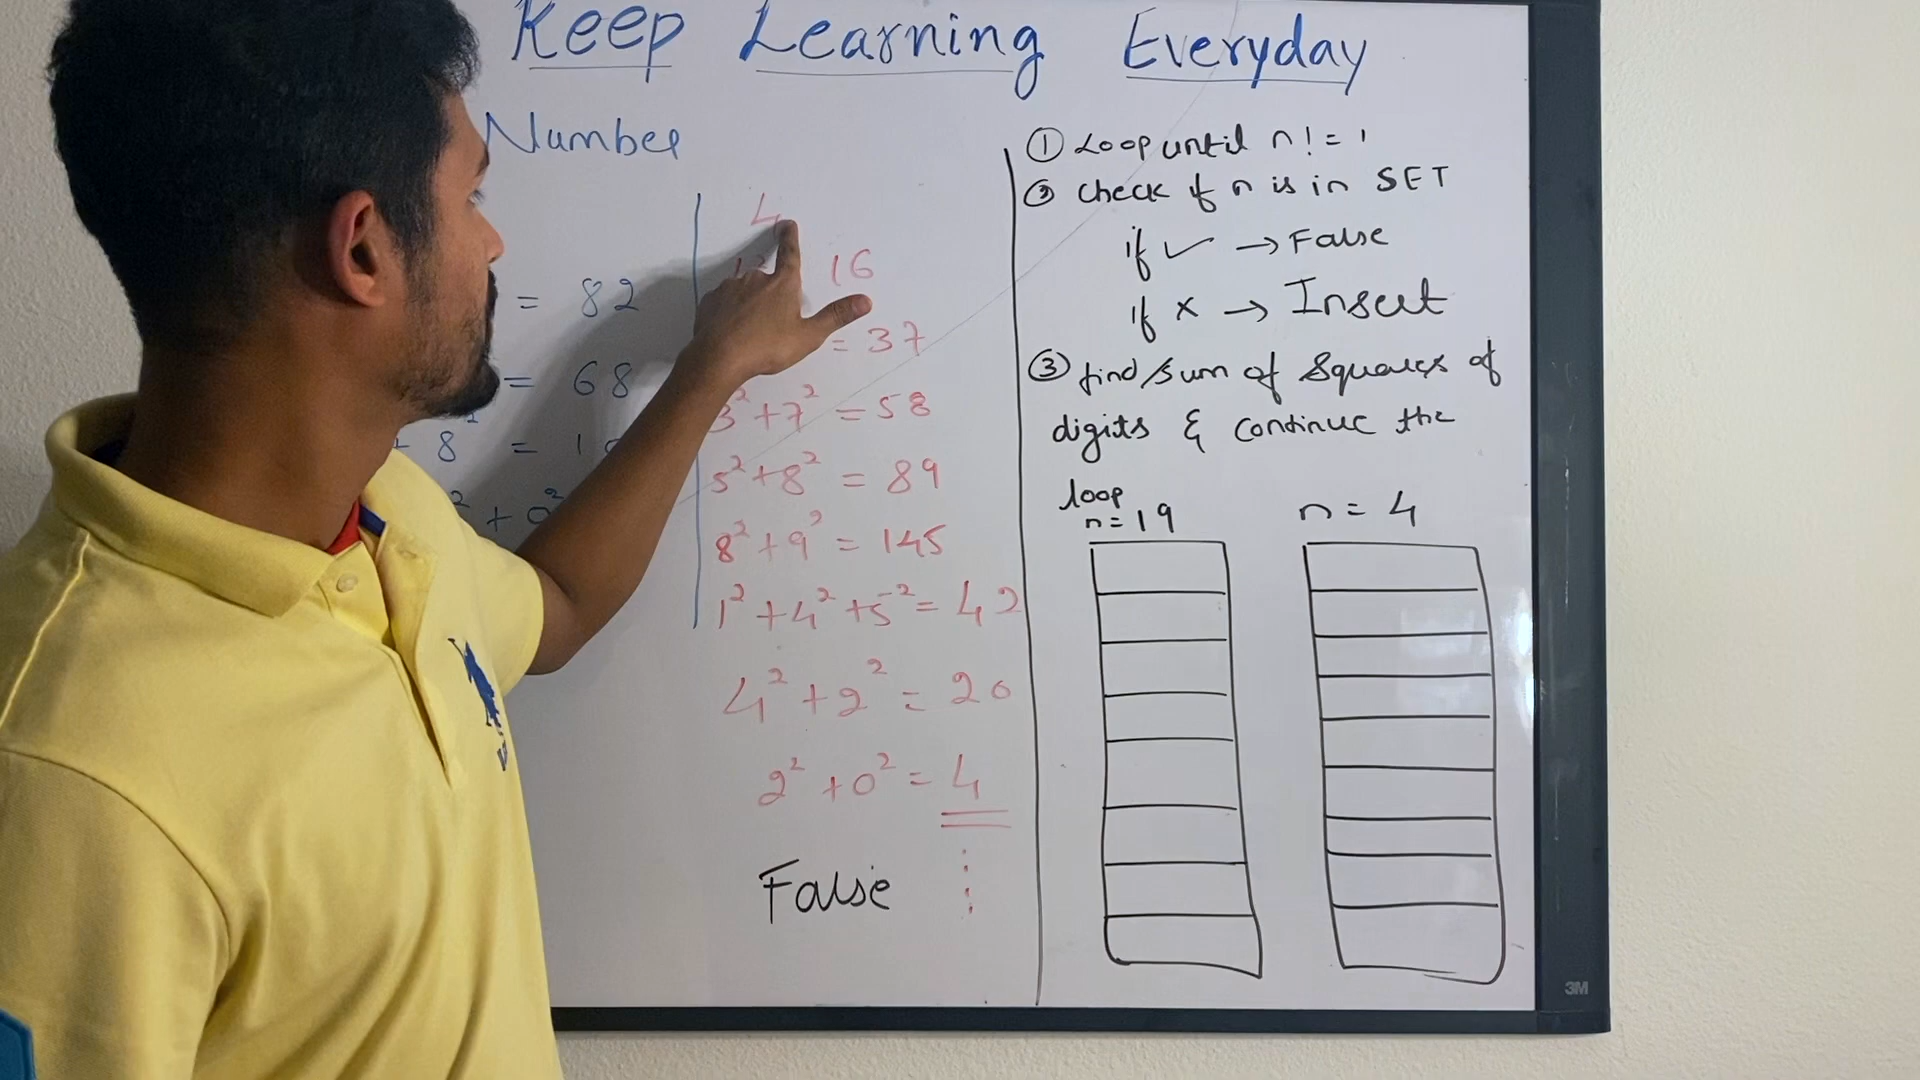 Keep Learning Everyday
Number
= 82
= 68
8² = 1
² + 0²
4
16
= 37
3² + 7² = 58
5² + 8² = 89
8² + 9² = 145
1² + 4² + 5² = 42
4² + 2² = 20
2² + 0² = 4
False
① Loop until n != 1
② Check if n is in SET
if ✓ → False
if × → Insert
③ find sum of Squares of
digits & continue the
loop
n = 19
n = 4
3M